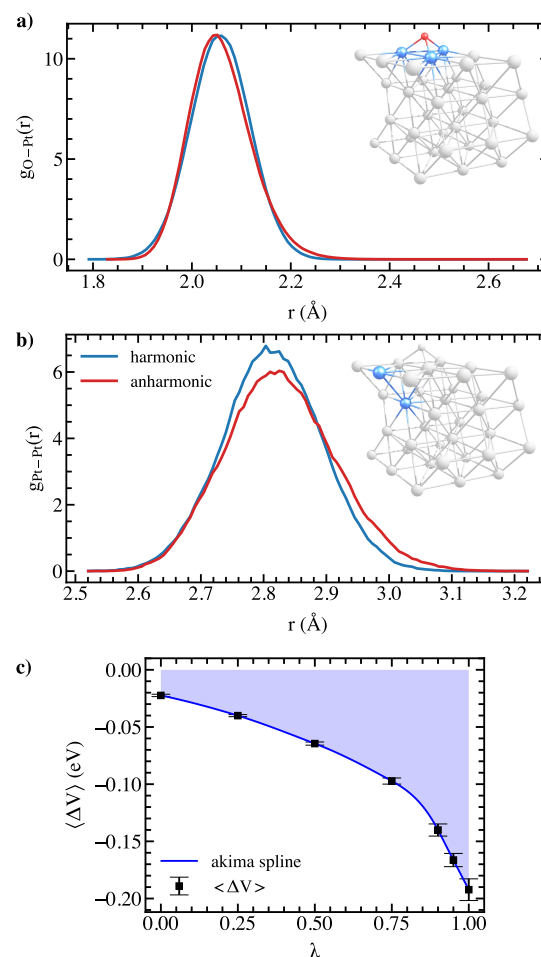 a)
10
5
0
g_O−Pt(r)
1.8 2.0 2.2 2.4 2.6
r (Å)
b)
harmonic
anharmonic
6
4
2
0
g_Pt−Pt(r)
2.5 2.6 2.7 2.8 2.9 3.0 3.1 3.2
r (Å)
c)
0.00
−0.05
−0.10
−0.15
−0.20
⟨ΔV⟩ (eV)
akima spline
<ΔV>
0.00 0.25 0.50 0.75 1.00
λ